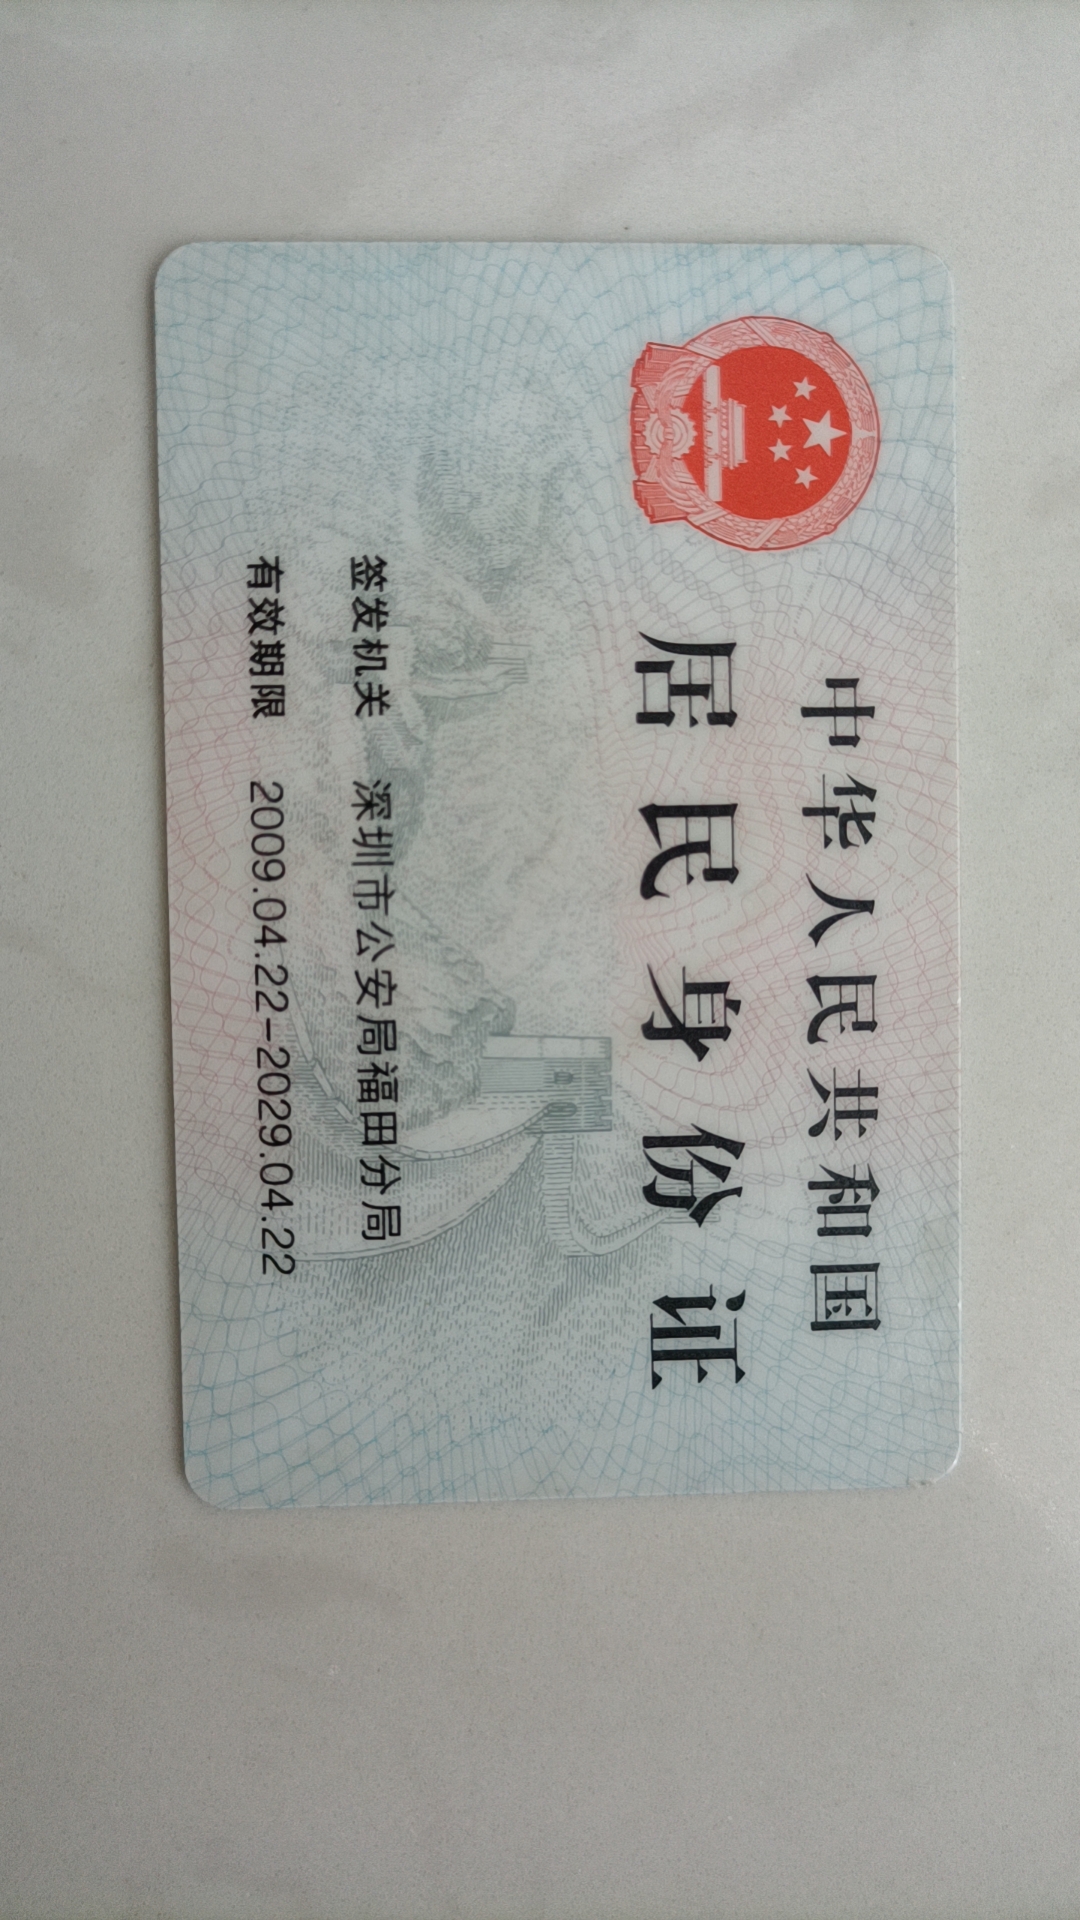 中华人民共和国
居民身份证
签发机关 深圳市公安局福田分局
有效期限 2009.04.22-2029.04.22